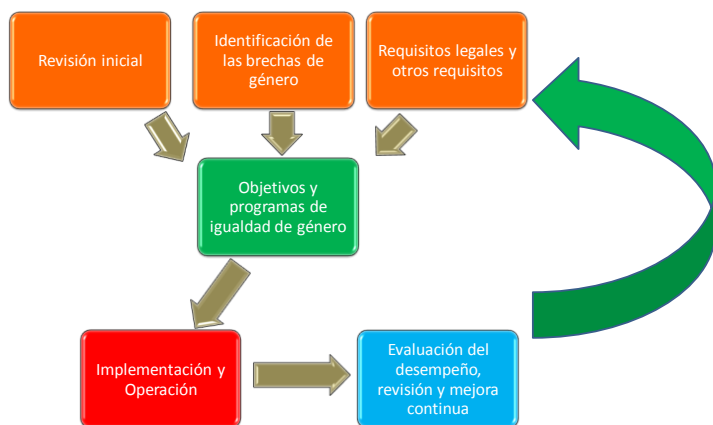 Revisión inicial
Identificación de
las brechas de
género
Requisitos legales y
otros requisitos
Objetivos y
programas de
igualdad de género
Implementación y
Operación
Evaluación del
desempeño,
revisión y mejora
continua